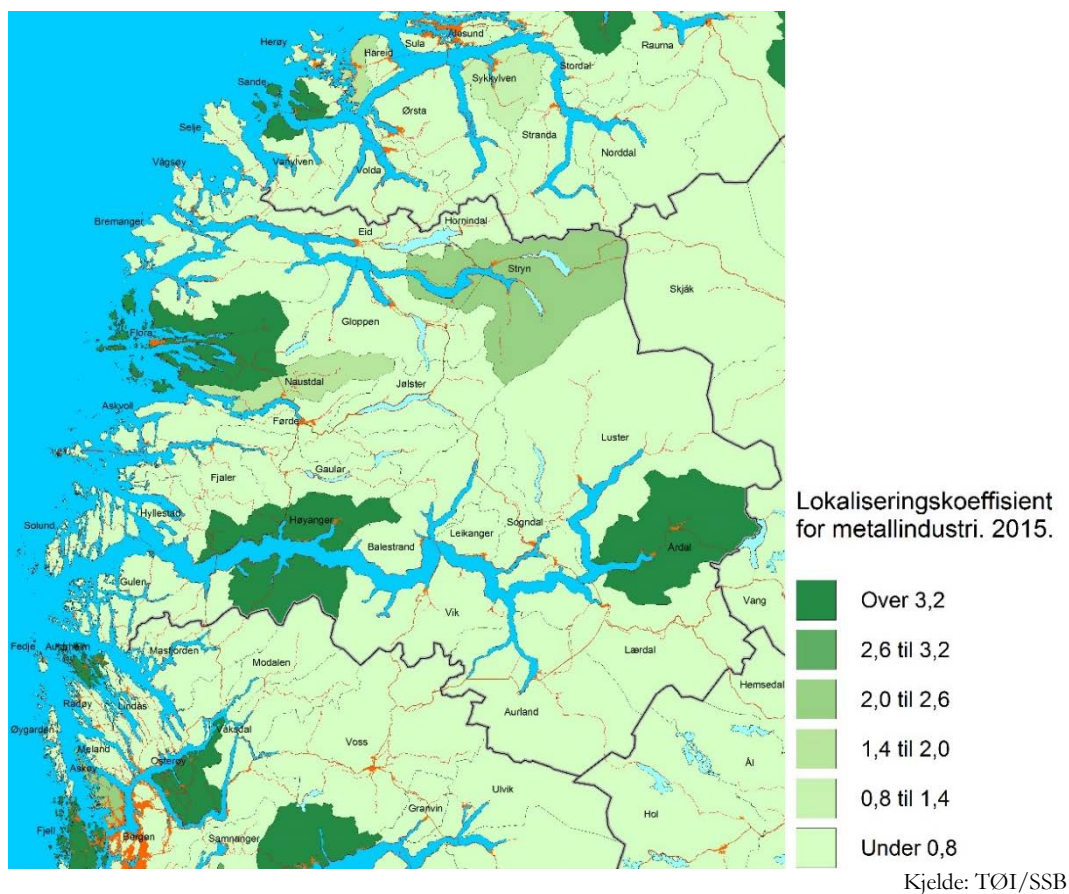 Ålesund
Herøy
Sula
Hareid
Rauma
Stordal
Sykkylven
Sande
Ørsta
Selje
Stranda
Norddal
Vanylven
Volda
Vågsøy
Bremanger
Hornindal
Eid
Stryn
Skjåk
Gloppen
Flora
Naustdal
Jølster
Askvoll
Førde
Luster
Gaular
Fjaler
Hyllestad
Høyanger
Solund
Leikanger
Sogndal
Årdal
Balestrand
Gulen
Vang
Vik
Lærdal
Fedje
Austrheim
Masfjorden
Modalen
Hemsedal
Radøy
Lindås
Aurland
Øygarden
Vaksdal
Meland
Voss
Osterøy
Ål
Askøy
Ulvik
Granvin
Hol
Fjell
Bergen
Samnanger
Lokaliseringskoeffisient
for metallindustri. 2015.
Over 3,2
2,6 til 3,2
2,0 til 2,6
1,4 til 2,0
0,8 til 1,4
Under 0,8
Kjelde: TØI/SSB